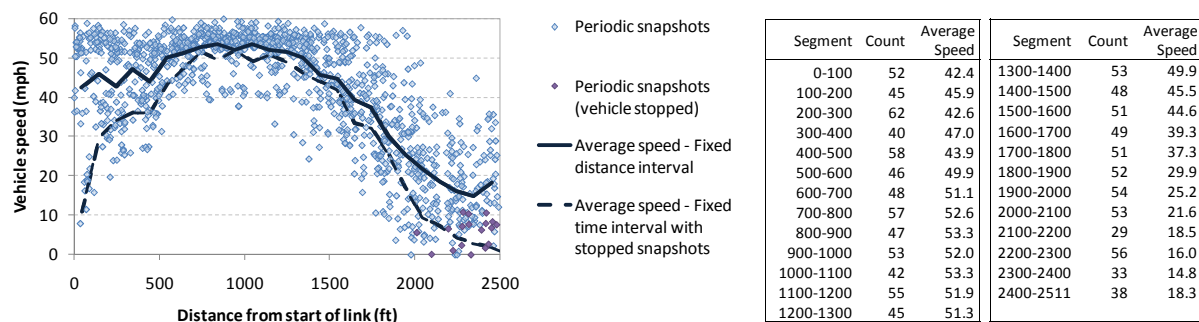 60
50
40
30
20
10
0
Vehicle speed (mph)
0 500 1000 1500 2000 2500
Distance from start of link (ft)
Periodic snapshots
Periodic snapshots
(vehicle stopped)
Average speed - Fixed
distance interval
Average speed - Fixed
time interval with
stopped snapshots
Segment Count Average
Speed
0-100 52 42.4
100-200 45 45.9
200-300 62 42.6
300-400 40 47.0
400-500 58 43.9
500-600 46 49.9
600-700 48 51.1
700-800 57 52.6
800-900 47 53.3
900-1000 53 52.0
1000-1100 42 53.3
1100-1200 55 51.9
1200-1300 45 51.3
Segment Count Average
Speed
1300-1400 53 49.9
1400-1500 48 45.5
1500-1600 51 44.6
1600-1700 49 39.3
1700-1800 51 37.3
1800-1900 52 29.9
1900-2000 54 25.2
2000-2100 53 21.6
2100-2200 29 18.5
2200-2300 56 16.0
2300-2400 33 14.8
2400-2511 38 18.3